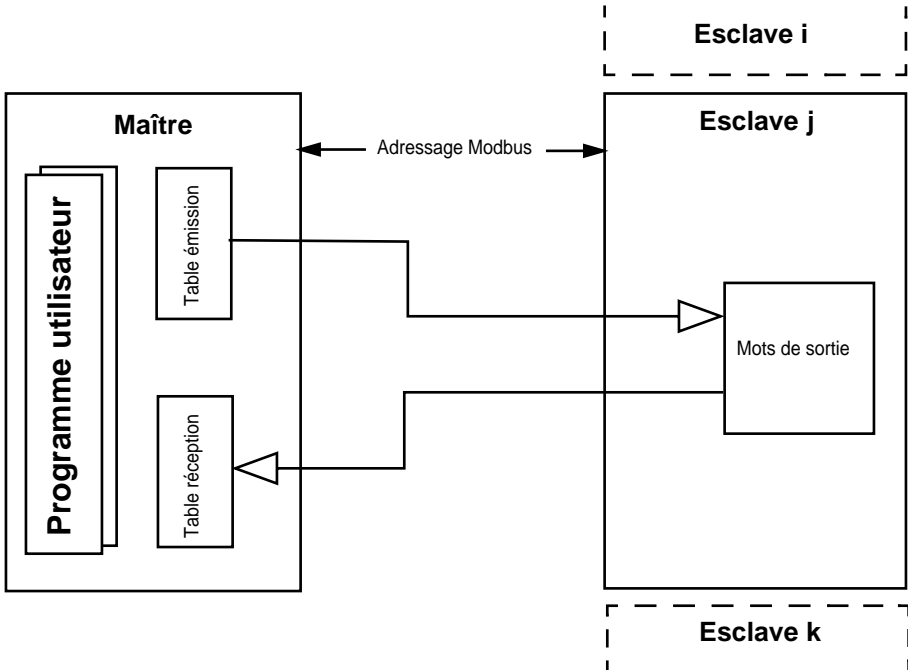 Esclave i
Maître
Adressage Modbus
Esclave j
Programme utilisateur
Table émission
Mots de sortie
Table réception
Esclave k